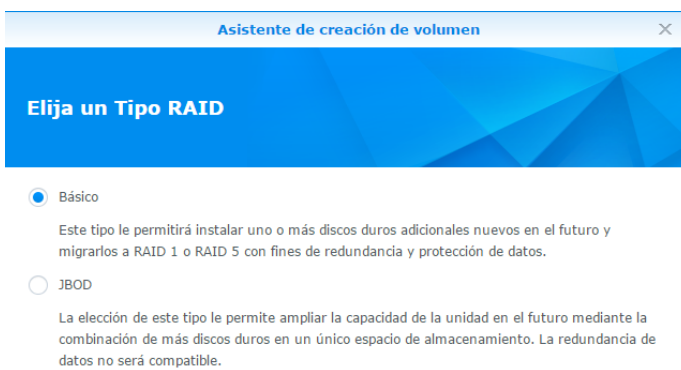 Asistente de creación de volumen
Elija un Tipo RAID
Básico
Este tipo le permitirá instalar uno o más discos duros adicionales nuevos en el futuro y
migrarlos a RAID 1 o RAID 5 con fines de redundancia y protección de datos.
JBOD
La elección de este tipo le permite ampliar la capacidad de la unidad en el futuro mediante la
combinación de más discos duros en un único espacio de almacenamiento. La redundancia de
datos no será compatible.